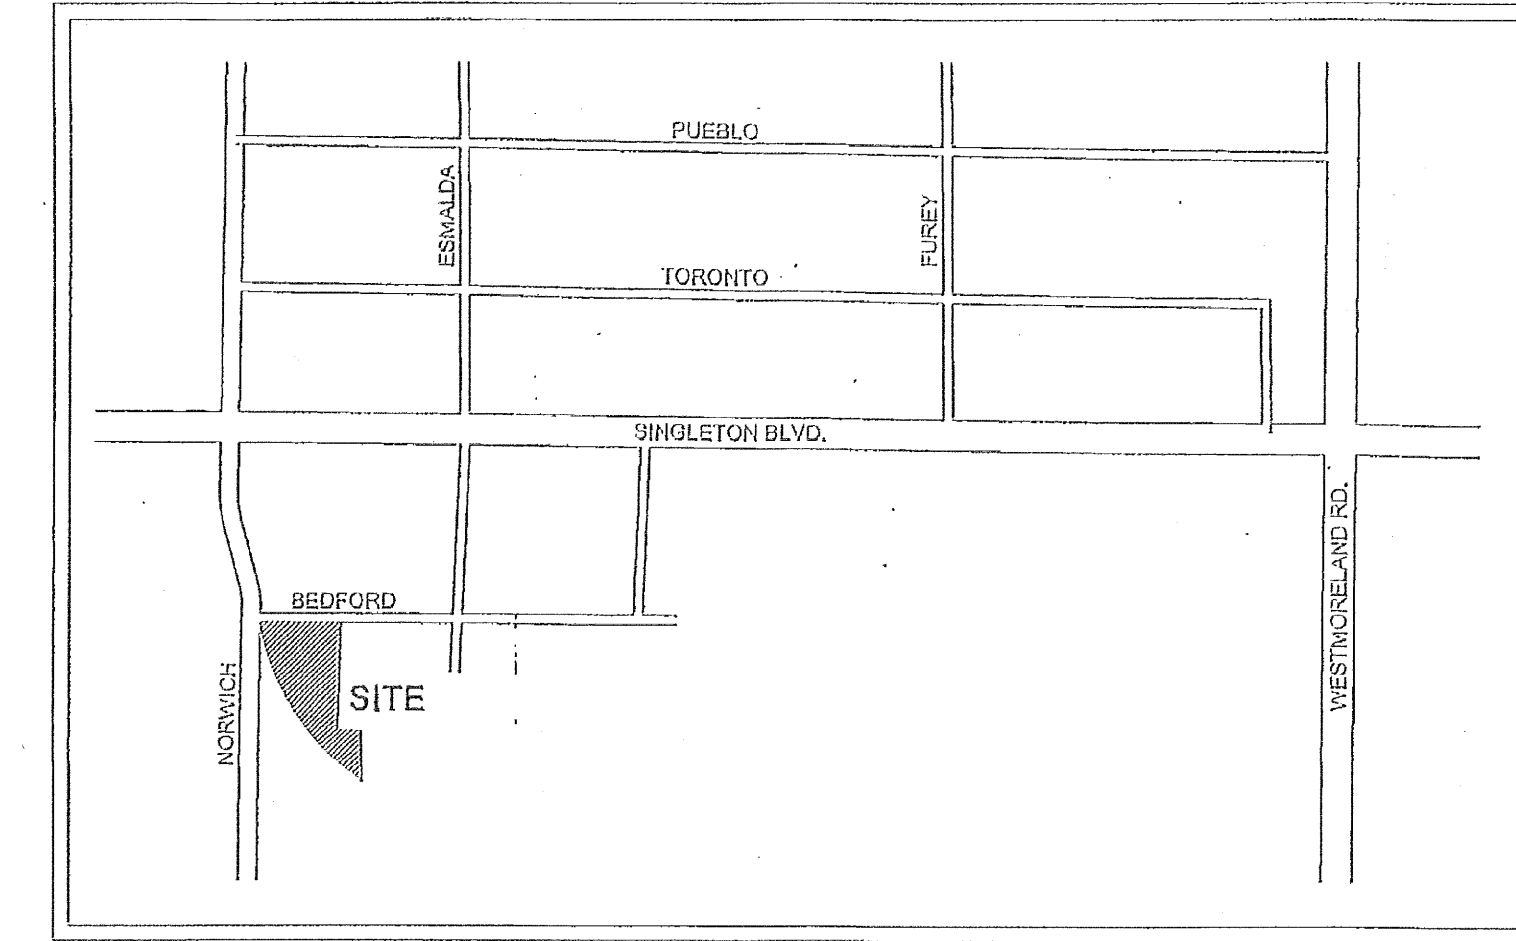 PUEBLO
ESMALDA
FUREY
TORONTO
SINGLETON BLVD.
WESTMORELAND RD.
BEDFORD
NORWICH
SITE